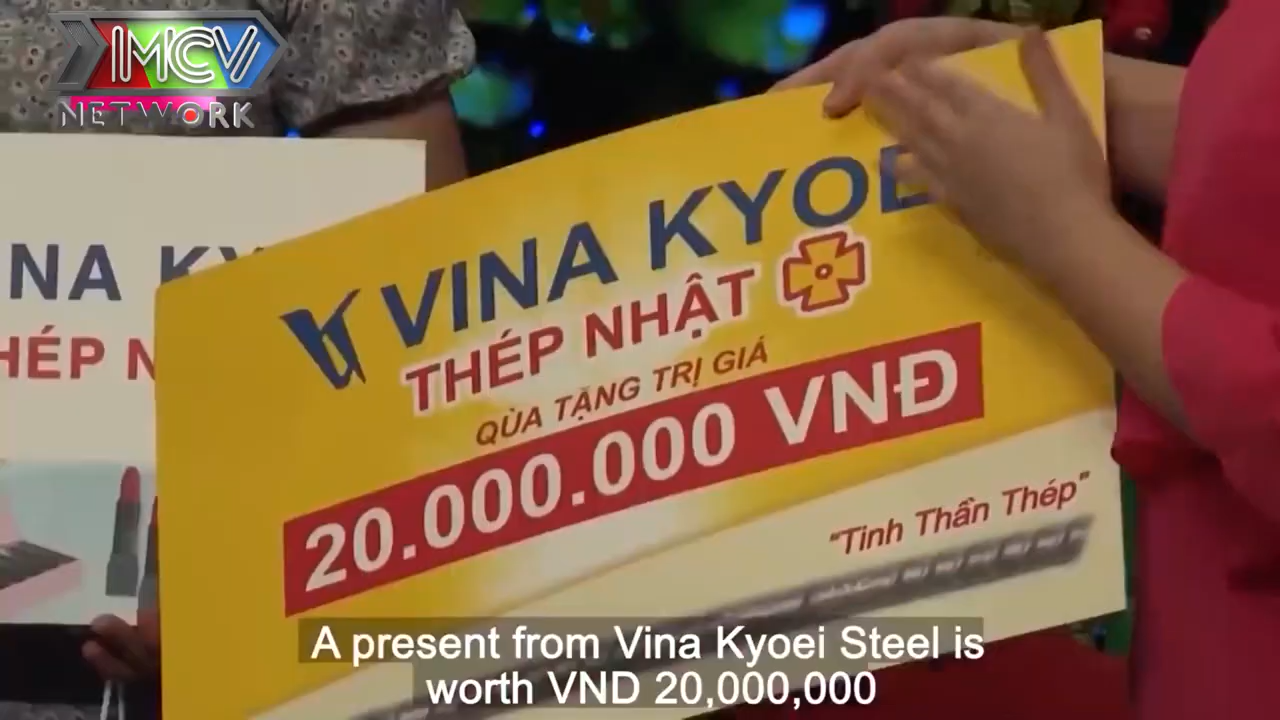 MCV
NETWORK
VINA KYOE
THÉP NHẬT
QÙA TẶNG TRỊ GIÁ
20.000.000 VNĐ
"Tinh Thần Thép"
NA KY
HÉP N
A present from Vina Kyoei Steel is
worth VND 20,000,000